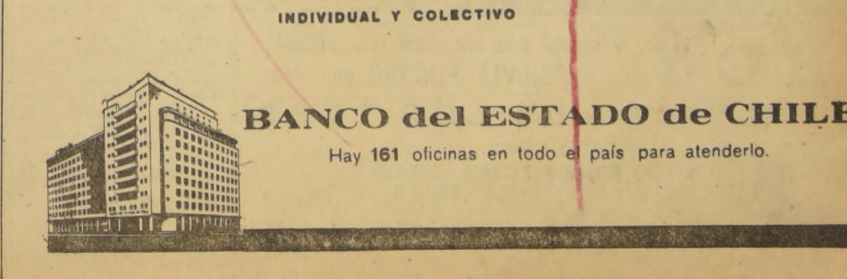 INDIVIDUAL Y COLECTIVO
BANCO del ESTADO de CHILE
Hay 161 oficinas en todo el país para atenderlo.